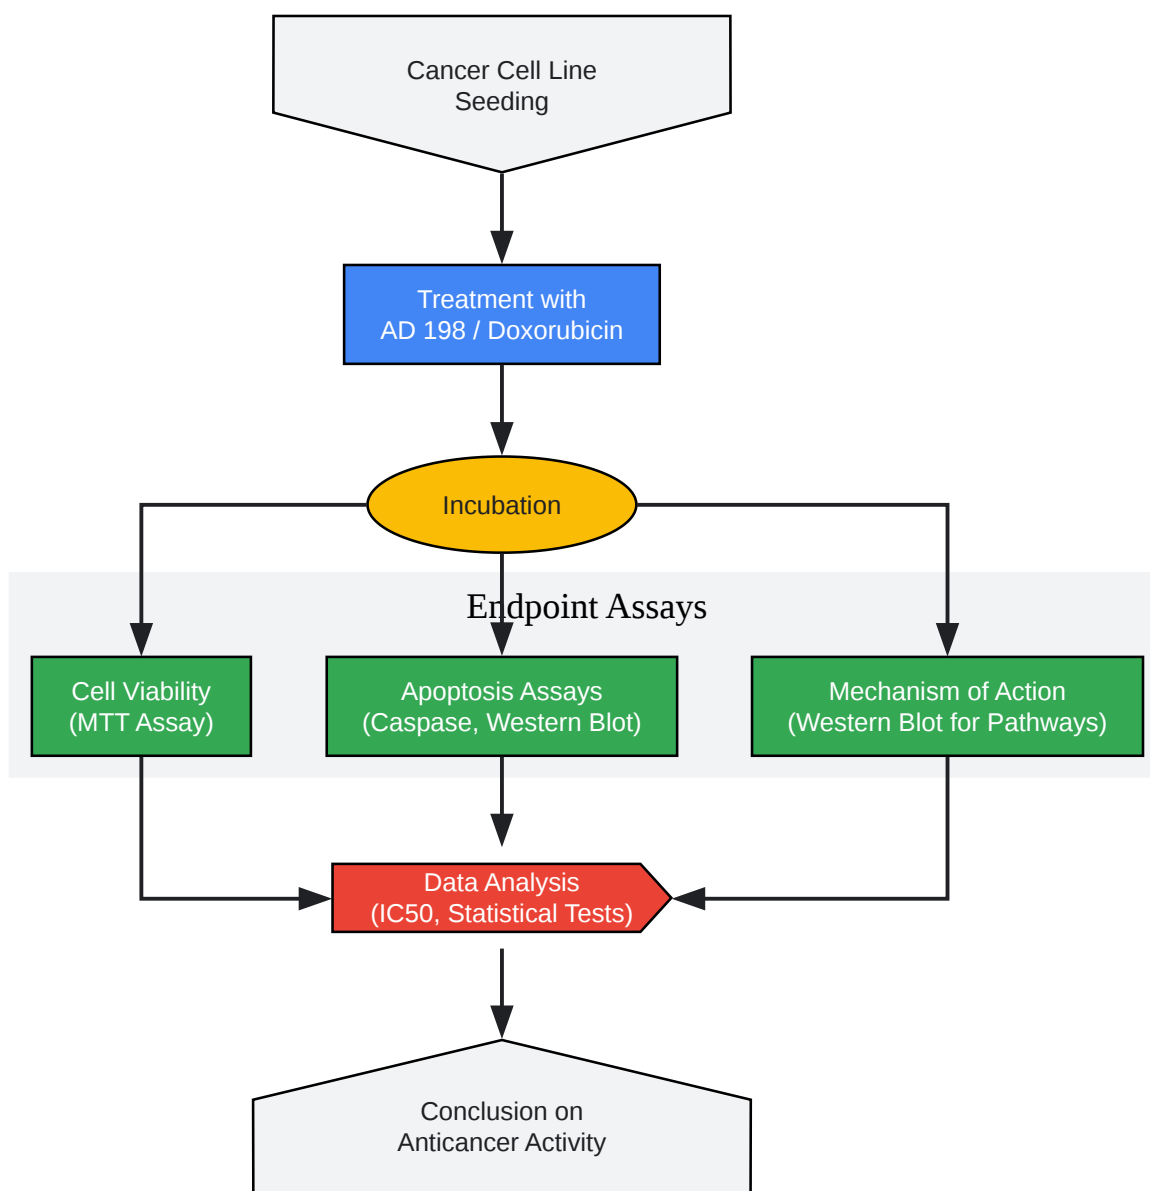 Cancer Cell Line
Seeding
Treatment with
AD 198 / Doxorubicin
Incubation
Endpoint Assays
Cell Viability
(MTT Assay)
Apoptosis Assays
(Caspase, Western Blot)
Mechanism of Action
(Western Blot for Pathways)
Data Analysis
(IC50, Statistical Tests)
Conclusion on
Anticancer Activity